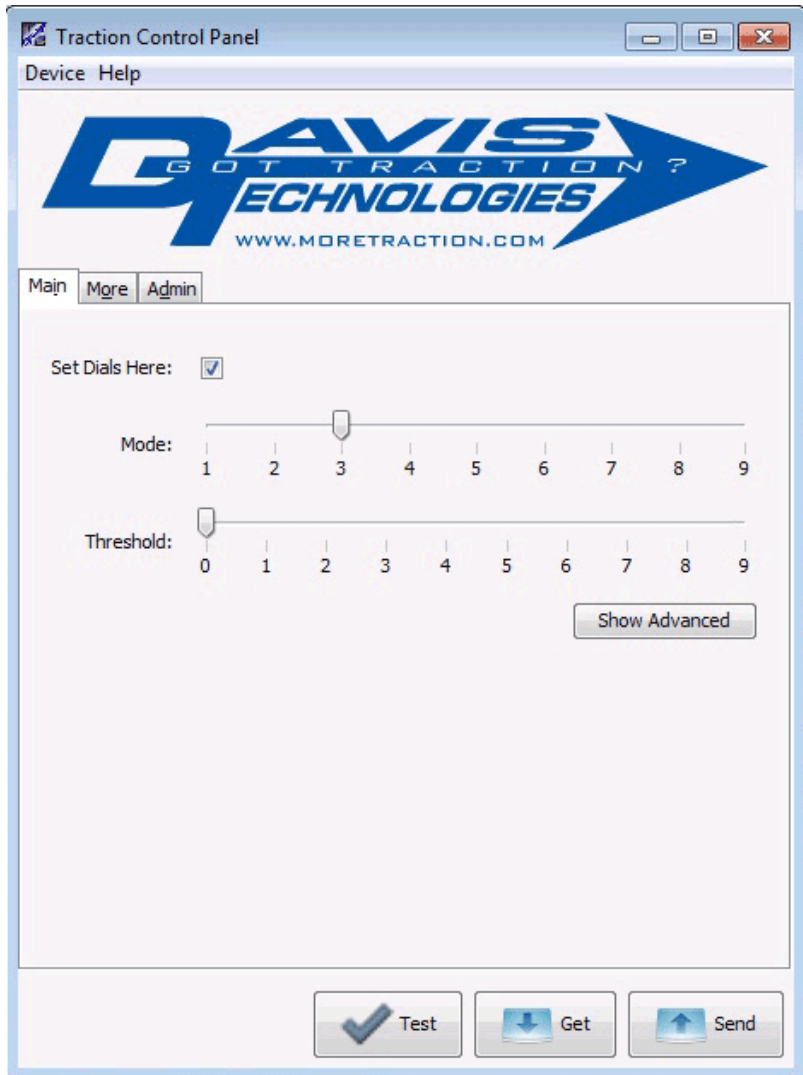 Traction Control Panel
Device Help
DAVIS
GOT TRACTION?
TECHNOLOGIES
WWW.MORETRACTION.COM
Main More Admin
Set Dials Here:
Mode:
1 2 3 4 5 6 7 8 9
Threshold:
0 1 2 3 4 5 6 7 8 9
Show Advanced
Test Get Send